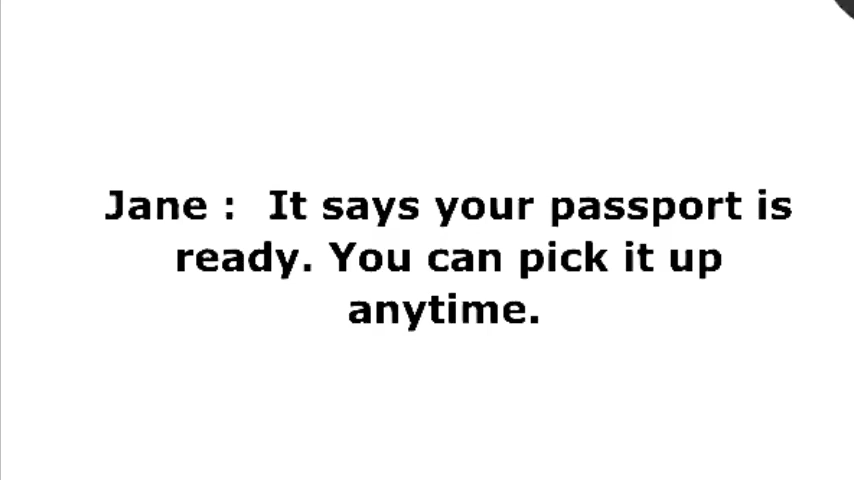 Jane :  It says your passport is
ready. You can pick it up
anytime.